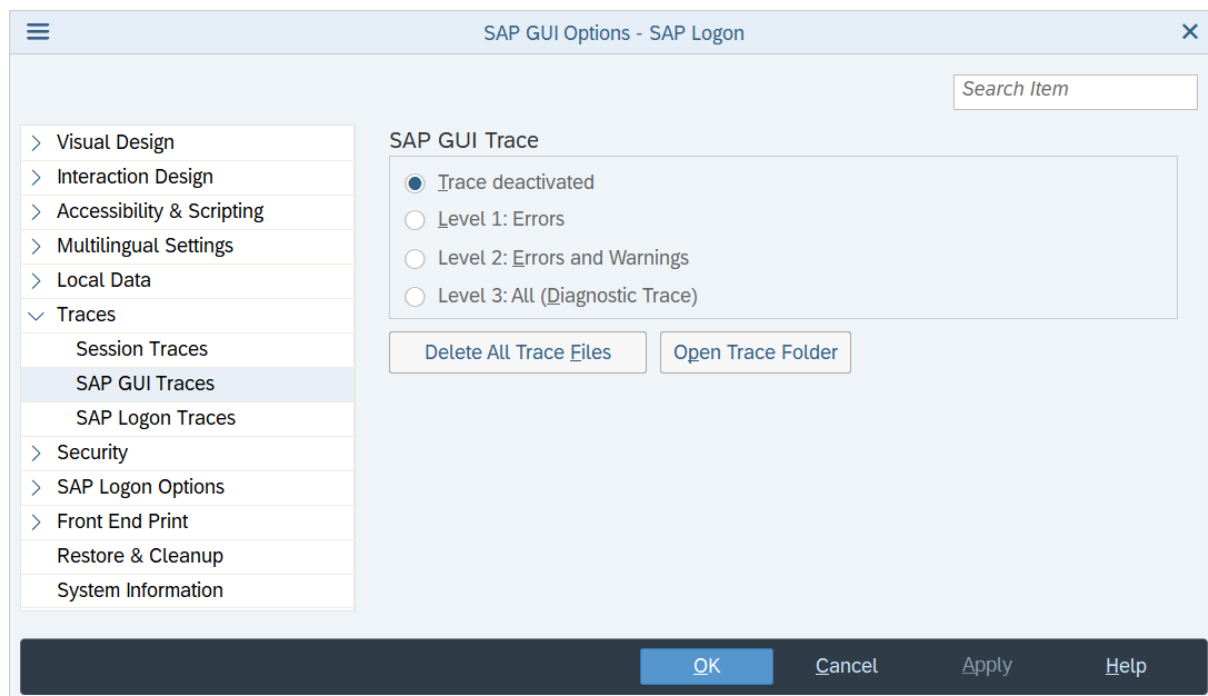 SAP GUI Options - SAP Logon
Search Item
Visual Design
Interaction Design
Accessibility & Scripting
Multilingual Settings
Local Data
Traces
Session Traces
SAP GUI Traces
SAP Logon Traces
Security
SAP Logon Options
Front End Print
Restore & Cleanup
System Information
SAP GUI Trace
Trace deactivated
Level 1: Errors
Level 2: Errors and Warnings
Level 3: All (Diagnostic Trace)
Delete All Trace Files
Open Trace Folder
OK
Cancel
Apply
Help